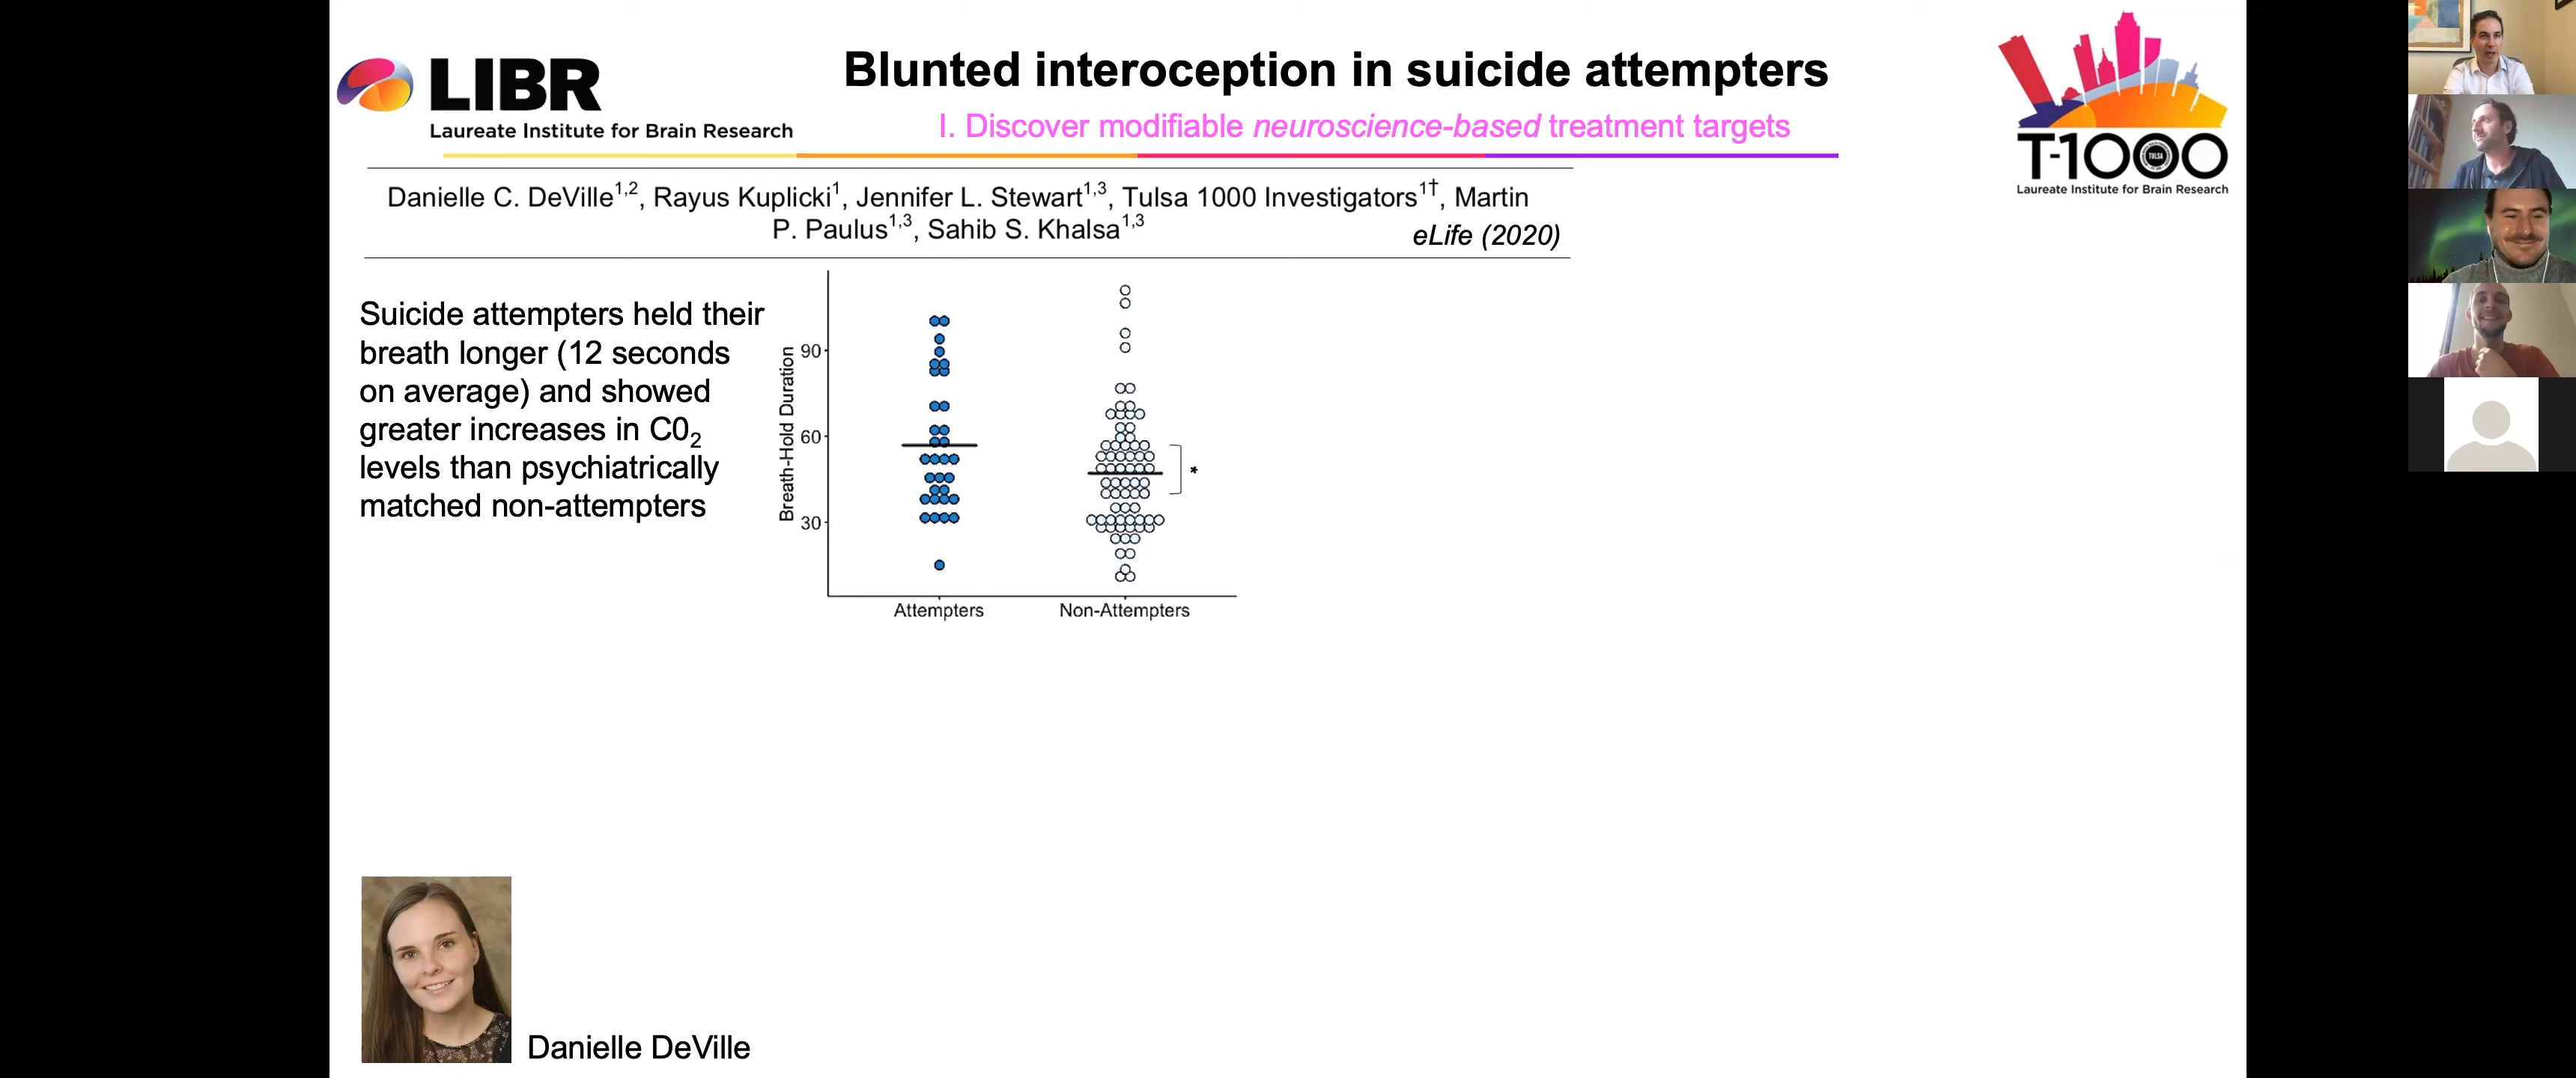 LIBR
Laureate Institute for Brain Research
Blunted interoception in suicide attempters
I. Discover modifiable neuroscience-based treatment targets
T-1000
TULSA
Laureate Institute for Brain Research
Danielle C. DeVille1,2, Rayus Kuplicki1, Jennifer L. Stewart1,3, Tulsa 1000 Investigators1†, Martin
P. Paulus1,3, Sahib S. Khalsa1,3
eLife (2020)
Suicide attempters held their
breath longer (12 seconds
on average) and showed
greater increases in C02
levels than psychiatrically
matched non-attempters
Breath-Hold Duration
90
60
30
*
Attempters
Non-Attempters
Danielle DeVille